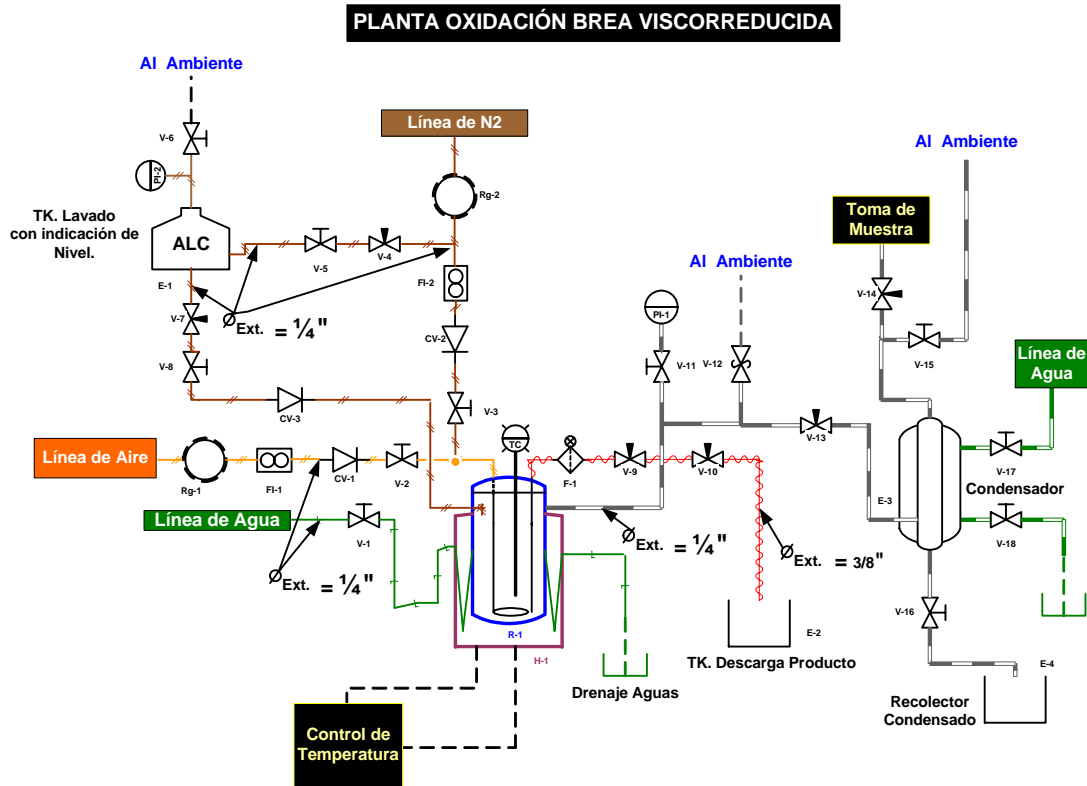 PLANTA OXIDACIÓN BREA VISCORREDUCIDA
Al Ambiente
V-6
PI-2
TK. Lavado
con indicación de
Nivel.
ALC
E-1
V-7
V-8
Ext. = ¼"
V-5
V-4
Línea de N2
Rg-2
FI-2
CV-2
V-3
CV-3
Línea de Aire
Rg-1
FI-1
CV-1
V-2
Línea de Agua
V-1
Ext. = ¼"
TC
R-1
H-1
Control de
Temperatura
F-1
V-9
V-10
Ext. = ¼"
Ext. = 3/8"
Drenaje Aguas
E-2
TK. Descarga Producto
PI-1
V-11
Al Ambiente
V-12
V-13
Toma de
Muestra
V-14
V-15
Al Ambiente
Línea de
Agua
V-17
Condensador
E-3
V-18
V-16
E-4
Recolector
Condensado